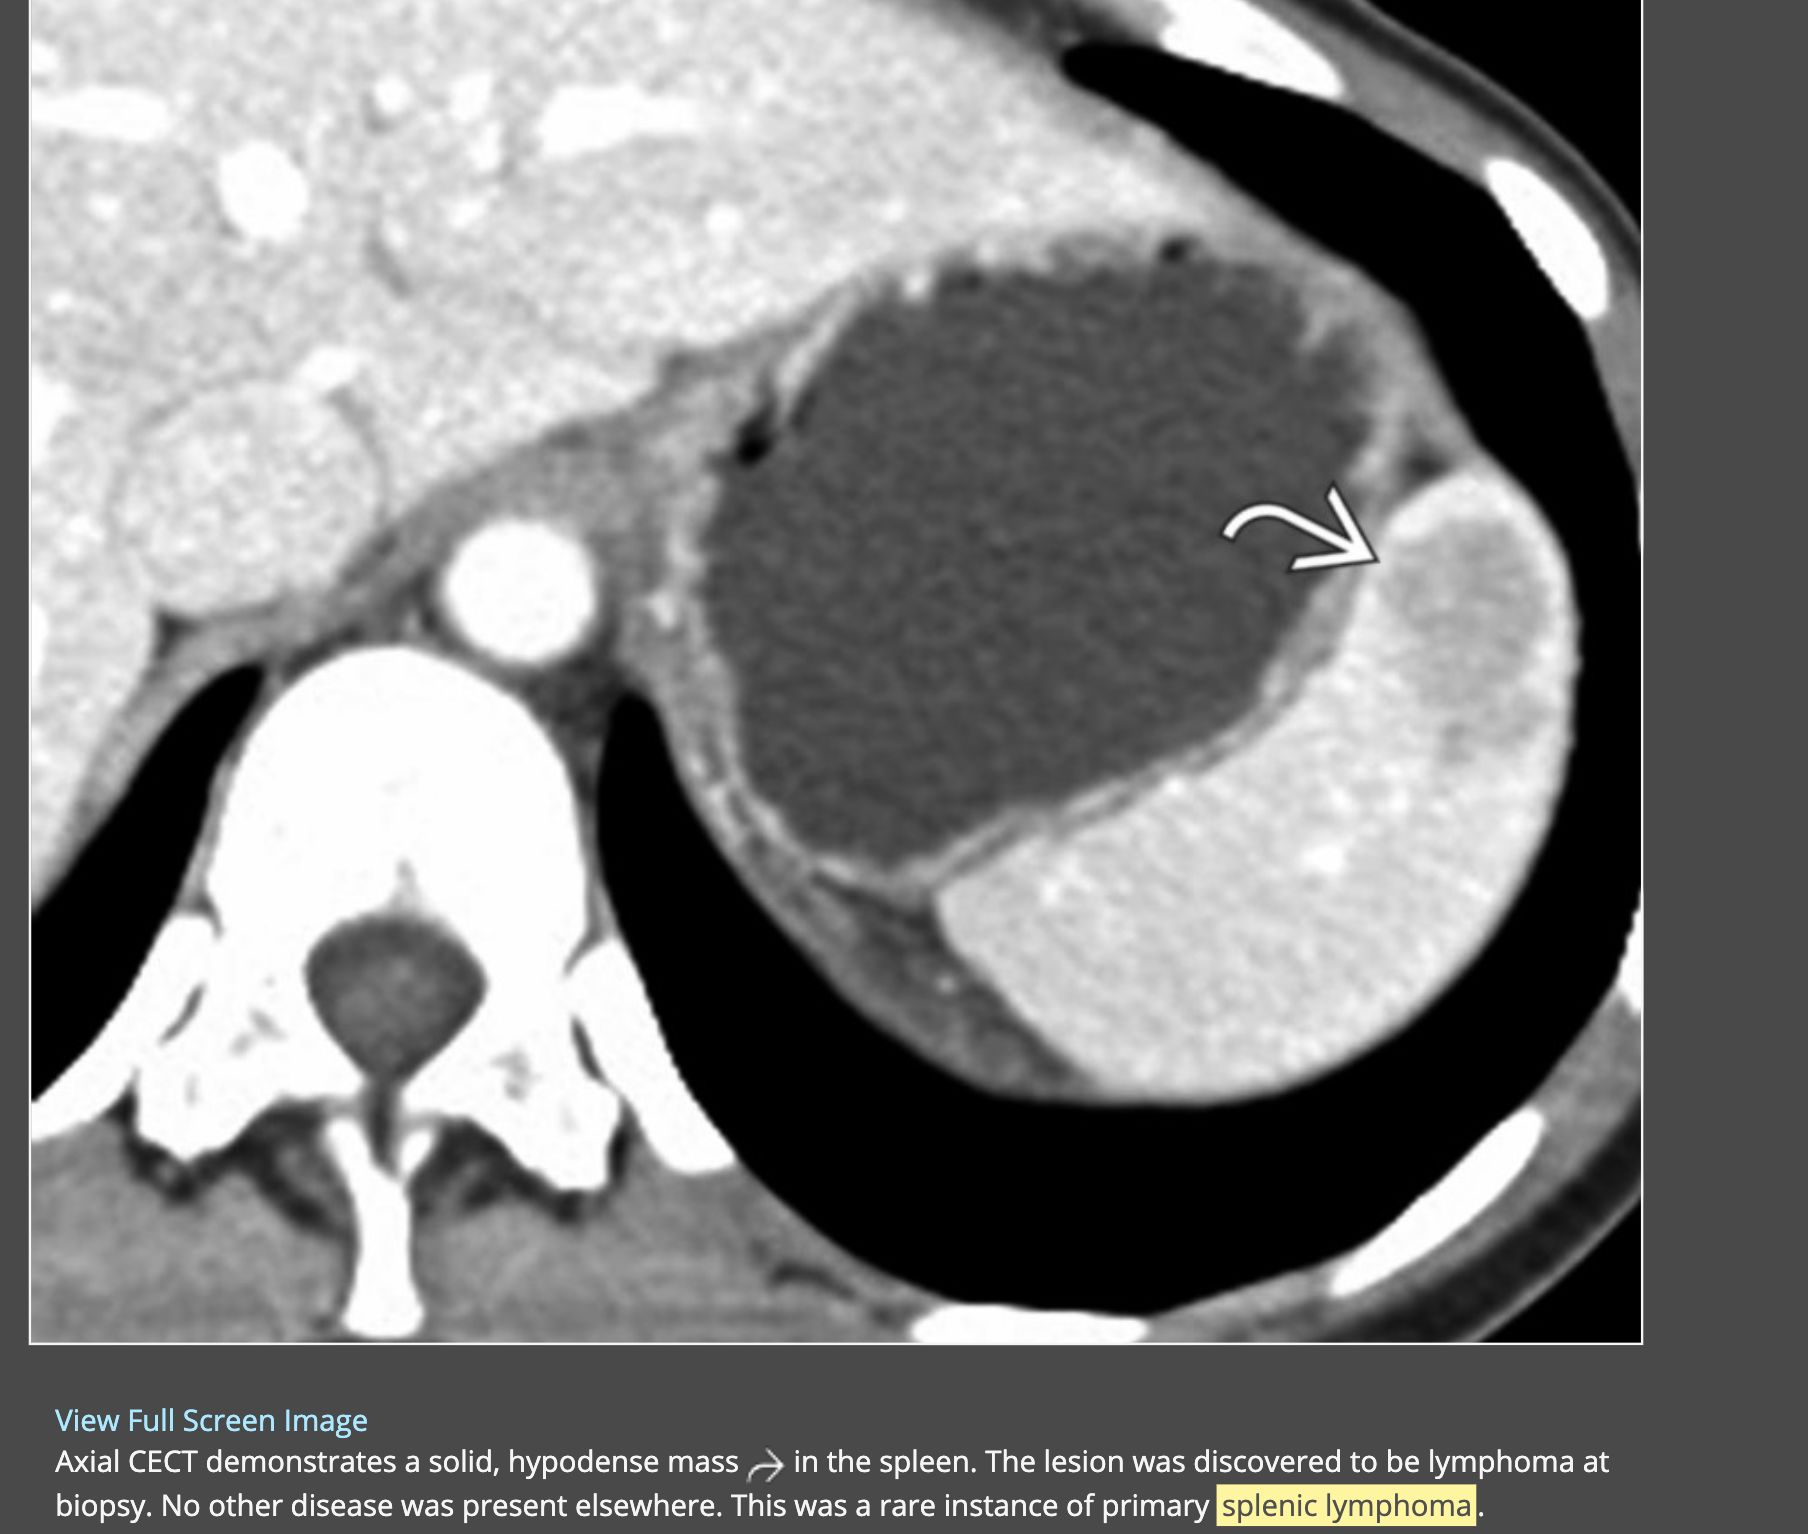 View Full Screen Image
Axial CECT demonstrates a solid, hypodense mass in the spleen. The lesion was discovered to be lymphoma at
biopsy. No other disease was present elsewhere. This was a rare instance of primary splenic lymphoma.